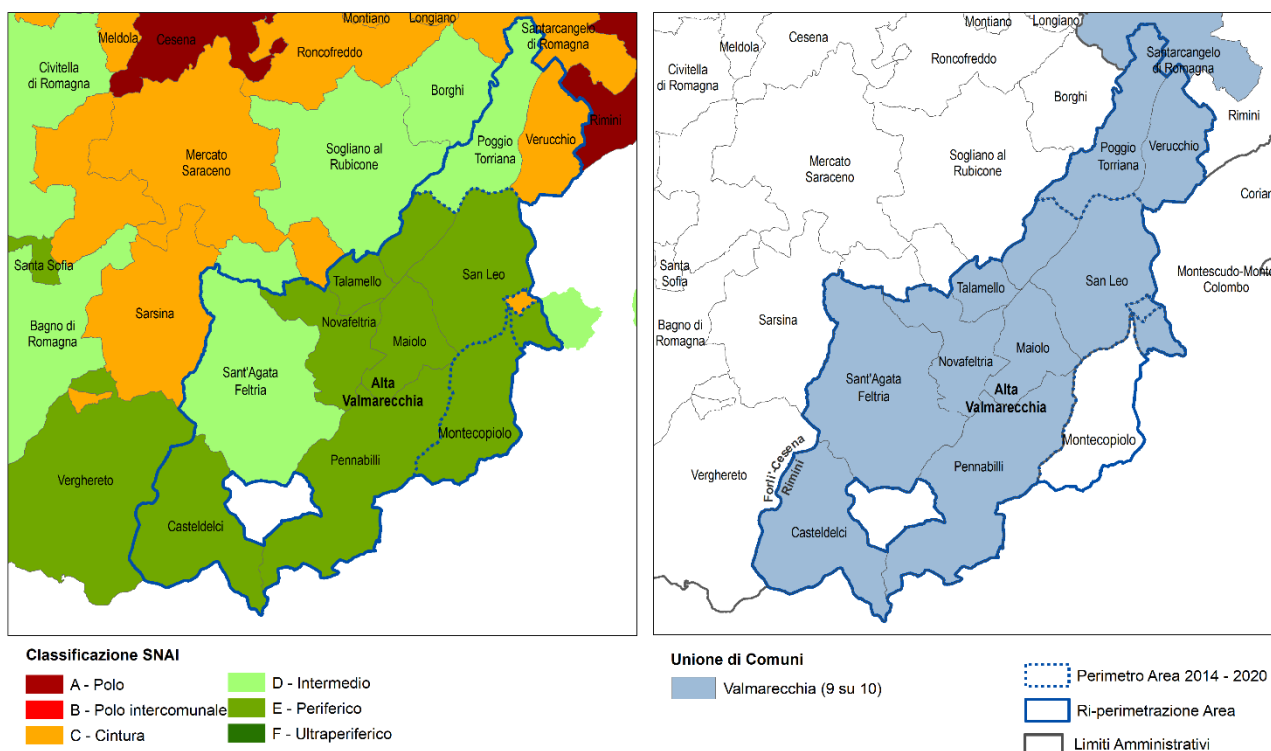 Montiano
Longiano
Meldola
Cesena
Santarcangelo
di Romagna
Roncofreddo
Civitella
di Romagna
Borghi
Rimini
Verucchio
Poggio
Torriana
Mercato
Saraceno
Sogliano al
Rubicone
Santa Sofia
Talamello
San Leo
Sarsina
Novafeltria
Bagno di
Romagna
Maiolo
Sant'Agata
Feltria
Alta
Valmarecchia
Montecopiolo
Pennabilli
Verghereto
Casteldelci
Classificazione SNAI
A - Polo
B - Polo intercomunale
C - Cintura
D - Intermedio
E - Periferico
F - Ultraperiferico
Montiano
Longiano
Cesena
Meldola
Santarcangelo
di Romagna
Roncofreddo
Civitella
di Romagna
Borghi
Rimini
Verucchio
Poggio
Torriana
Mercato
Saraceno
Sogliano al
Rubicone
Corian
Santa
Sofia
San Leo
Montescudo-Monte
Colombo
Talamello
Sarsina
Bagno di
Romagna
Maiolo
Novafeltria
Sant'Agata
Feltria
Alta
Valmarecchia
Montecopiolo
Pennabilli
Verghereto
Forli'-Cesena
Rimini
Casteldelci
Unione di Comuni
Valmarecchia (9 su 10)
Perimetro Area 2014 - 2020
Ri-perimetrazione Area
Limiti Amministrativi